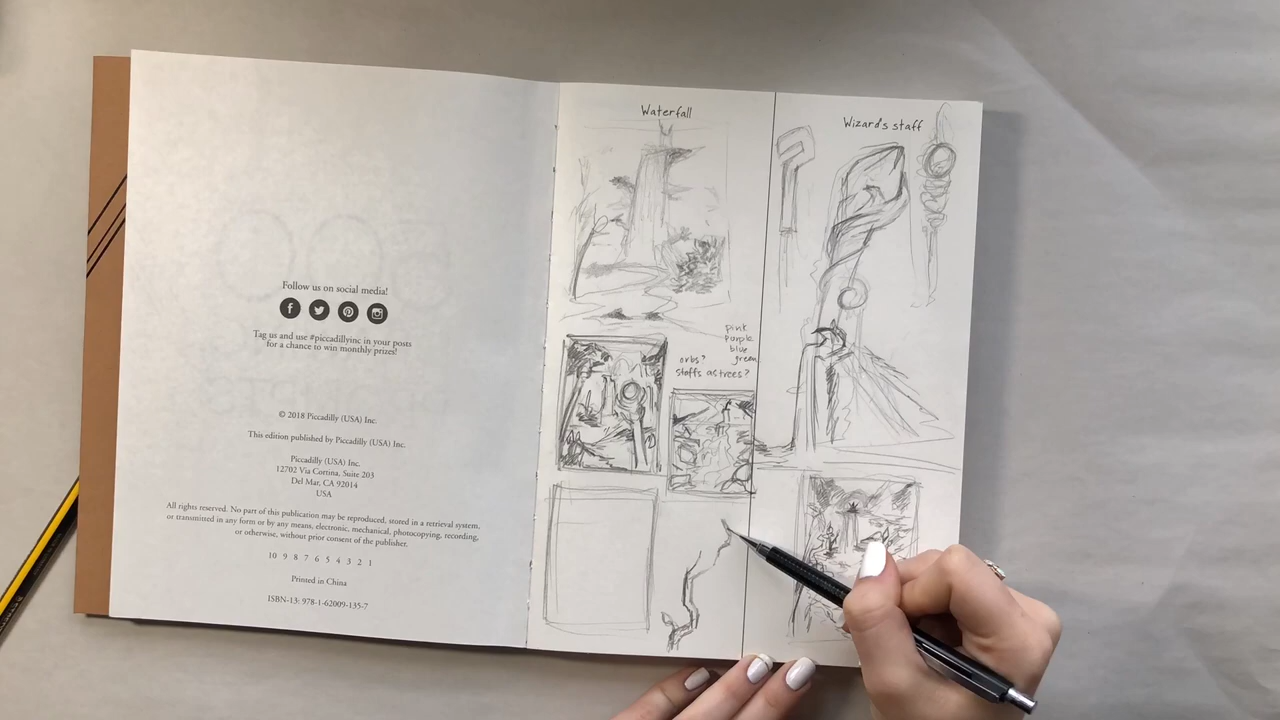 Follow us on social media!
Tag us and use #piccadillyinc in your posts
for a chance to win monthly prizes!
© 2018 Piccadilly (USA) Inc.
This edition published by Piccadilly (USA) Inc.
Piccadilly (USA) Inc.
12702 Via Cortina, Suite 203
Del Mar, CA 92014
USA
All rights reserved. No part of this publication may be reproduced, stored in a retrieval system,
or transmitted in any form or by any means, electronic, mechanical, photocopying, recording,
or otherwise, without prior consent of the publisher.
10 9 8 7 6 5 4 3 2 1
Printed in China
ISBN-13: 978-1-62009-135-7
Waterfall
pink
purple
blue
green
orbs?
staffs as trees?
Wizard's staff